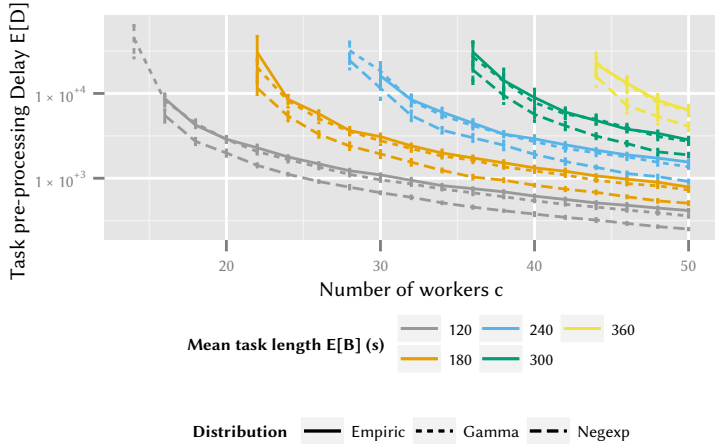 Task pre-processing Delay E[D]
1 × 10+4
1 × 10+3
20
30
40
50
Number of workers c
Mean task length E[B] (s)
120
240
360
180
300
Distribution
Empiric
Gamma
Negexp